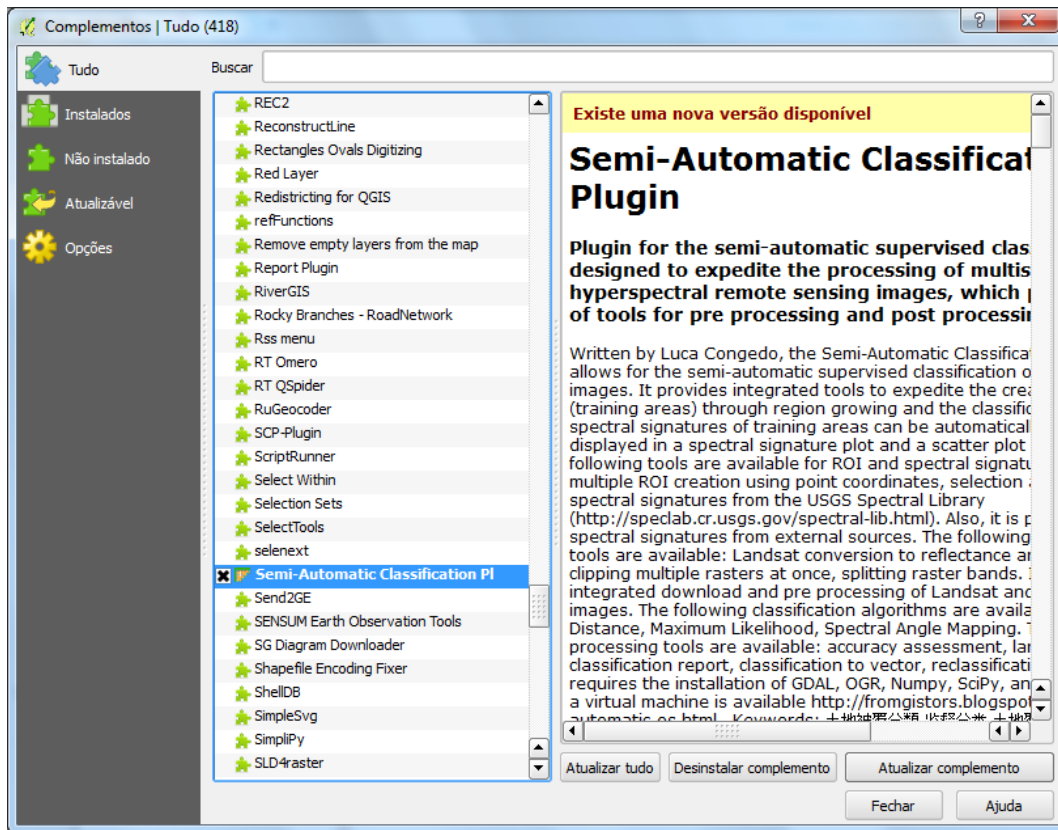 Complementos | Tudo (418)
Tudo
Instalados
Não instalado
Atualizável
Opções
Buscar
REC2
ReconstructLine
Rectangles Ovals Digitizing
Red Layer
Redistricting for QGIS
refFunctions
Remove empty layers from the map
Report Plugin
RiverGIS
Rocky Branches - RoadNetwork
Rss menu
RT Omero
RT QSpider
RuGeocoder
SCP-Plugin
ScriptRunner
Select Within
Selection Sets
SelectTools
selenext
Semi-Automatic Classification Pl
Send2GE
SENSUM Earth Observation Tools
SG Diagram Downloader
Shapefile Encoding Fixer
ShellDB
SimpleSvg
SimpliPy
SLD4raster
Existe uma nova versão disponível
Semi-Automatic Classificat
Plugin
Plugin for the semi-automatic supervised clas
designed to expedite the processing of multis
hyperspectral remote sensing images, which
of tools for pre processing and post processi
Written by Luca Congedo, the Semi-Automatic Classifica
allows for the semi-automatic supervised classification o
images. It provides integrated tools to expedite the crea
(training areas) through region growing and the classific
spectral signatures of training areas can be automatical
displayed in a spectral signature plot and a scatter plot
following tools are available for ROI and spectral signatu
multiple ROI creation using point coordinates, selection
spectral signatures from the USGS Spectral Library
(http://speclab.cr.usgs.gov/spectral-lib.html). Also, it is p
spectral signatures from external sources. The following
tools are available: Landsat conversion to reflectance an
clipping multiple rasters at once, splitting raster bands.
integrated download and pre processing of Landsat and
images. The following classification algorithms are availa
Distance, Maximum Likelihood, Spectral Angle Mapping.
processing tools are available: accuracy assessment, lan
classification report, classification to vector, reclassificati
requires the installation of GDAL, OGR, Numpy, SciPy, an
a virtual machine is available http://fromgistors.blogspot
Atualizar tudo
Desinstalar complemento
Atualizar complemento
Fechar
Ajuda